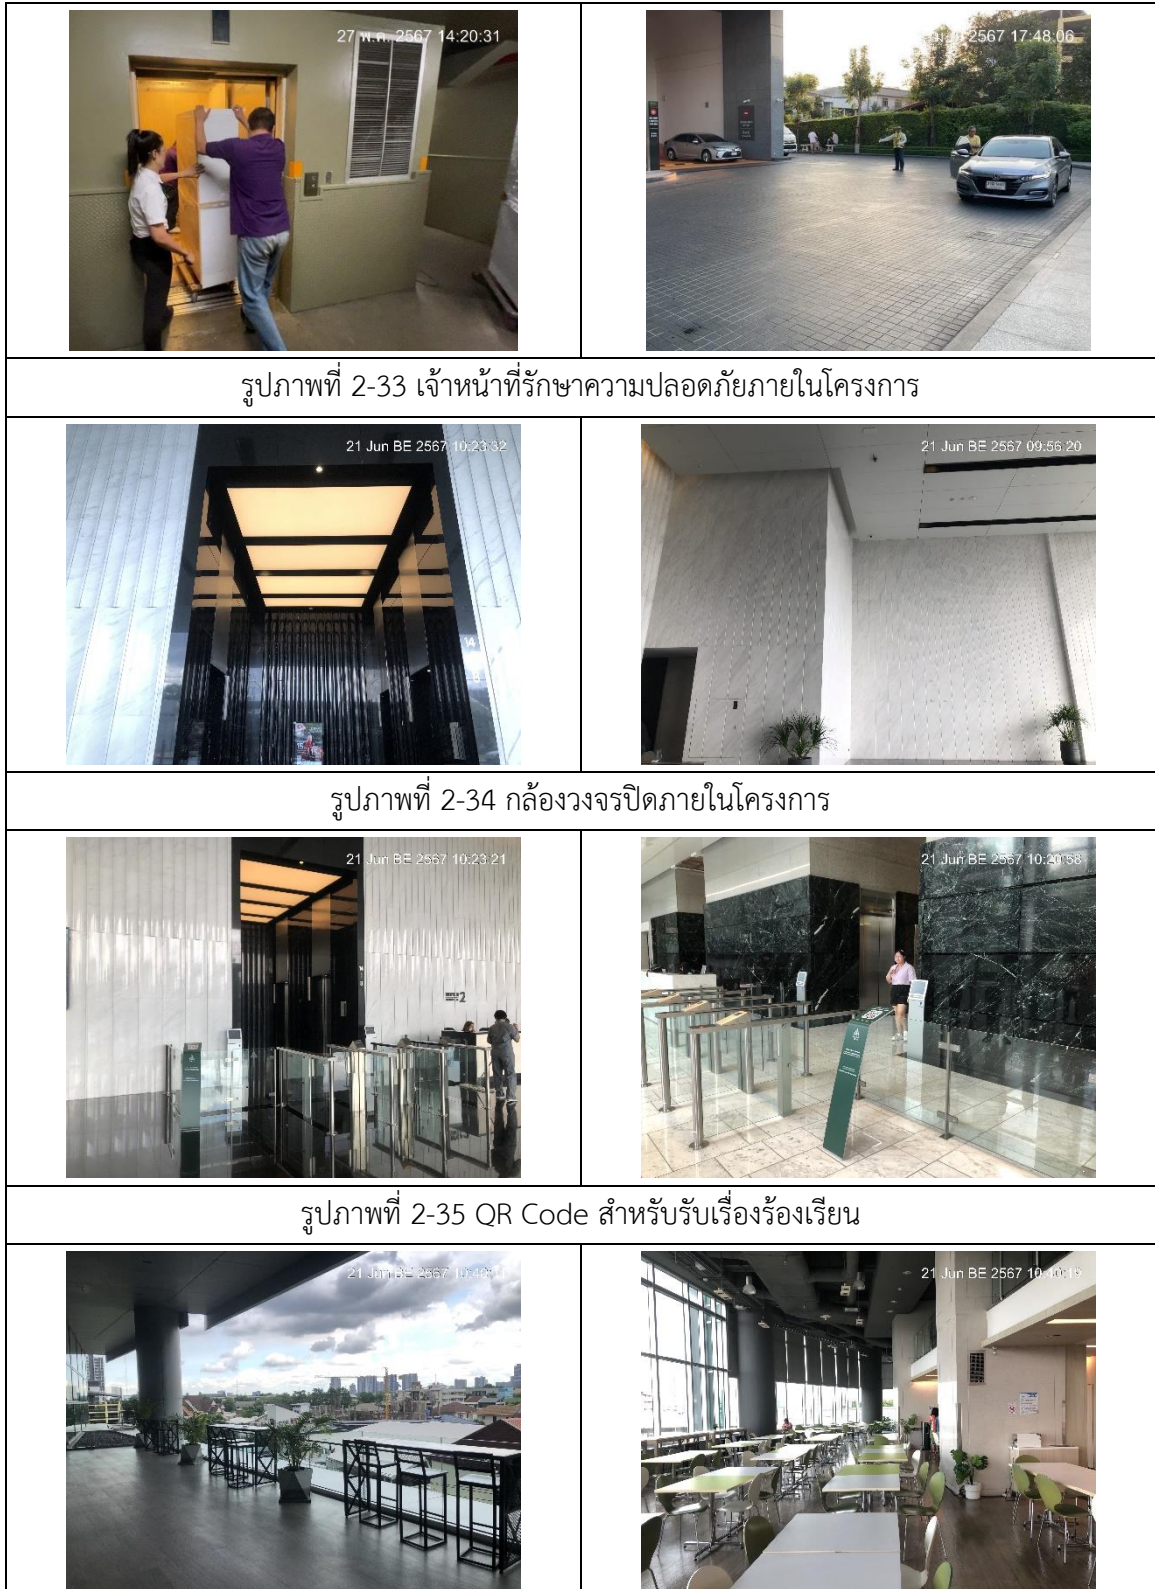 27 พ.ค. 2567 14:20:31
2567 17:48:06
รูปภาพที่ 2-33 เจ้าหน้าที่รักษาความปลอดภัยภายในโครงการ
21 Jun BE 2567 10:23:32
21 Jun BE 2567 09:56:20
14
รูปภาพที่ 2-34 กล้องวงจรปิดภายในโครงการ
21 Jun BE 2567 10:23:21
21 Jun BE 2567 10:20:58
2
รูปภาพที่ 2-35 QR Code สำหรับรับเรื่องร้องเรียน
21 Jun BE 2567
21 Jun BE 2567 10:40:19